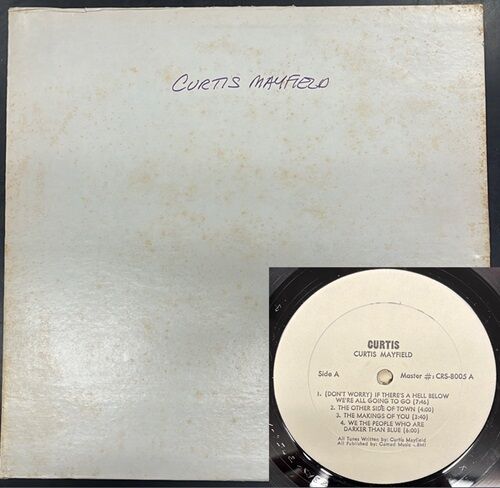 CURTIS MAYFIELD
CURTIS
CURTIS MAYFIELD
Side A
Master #: CRS-8005 A
1. (DON'T WORRY) IF THERE'S A HELL BELOW
WE'RE ALL GOING TO GO (7:46)
2. THE OTHER SIDE OF TOWN (4:00)
3. THE MAKINGS OF YOU (3:40)
4. WE THE PEOPLE WHO ARE
DARKER THAN BLUE (6:00)
All Tunes Written by: Curtis Mayfield
All Published by: Camad Music - BMI